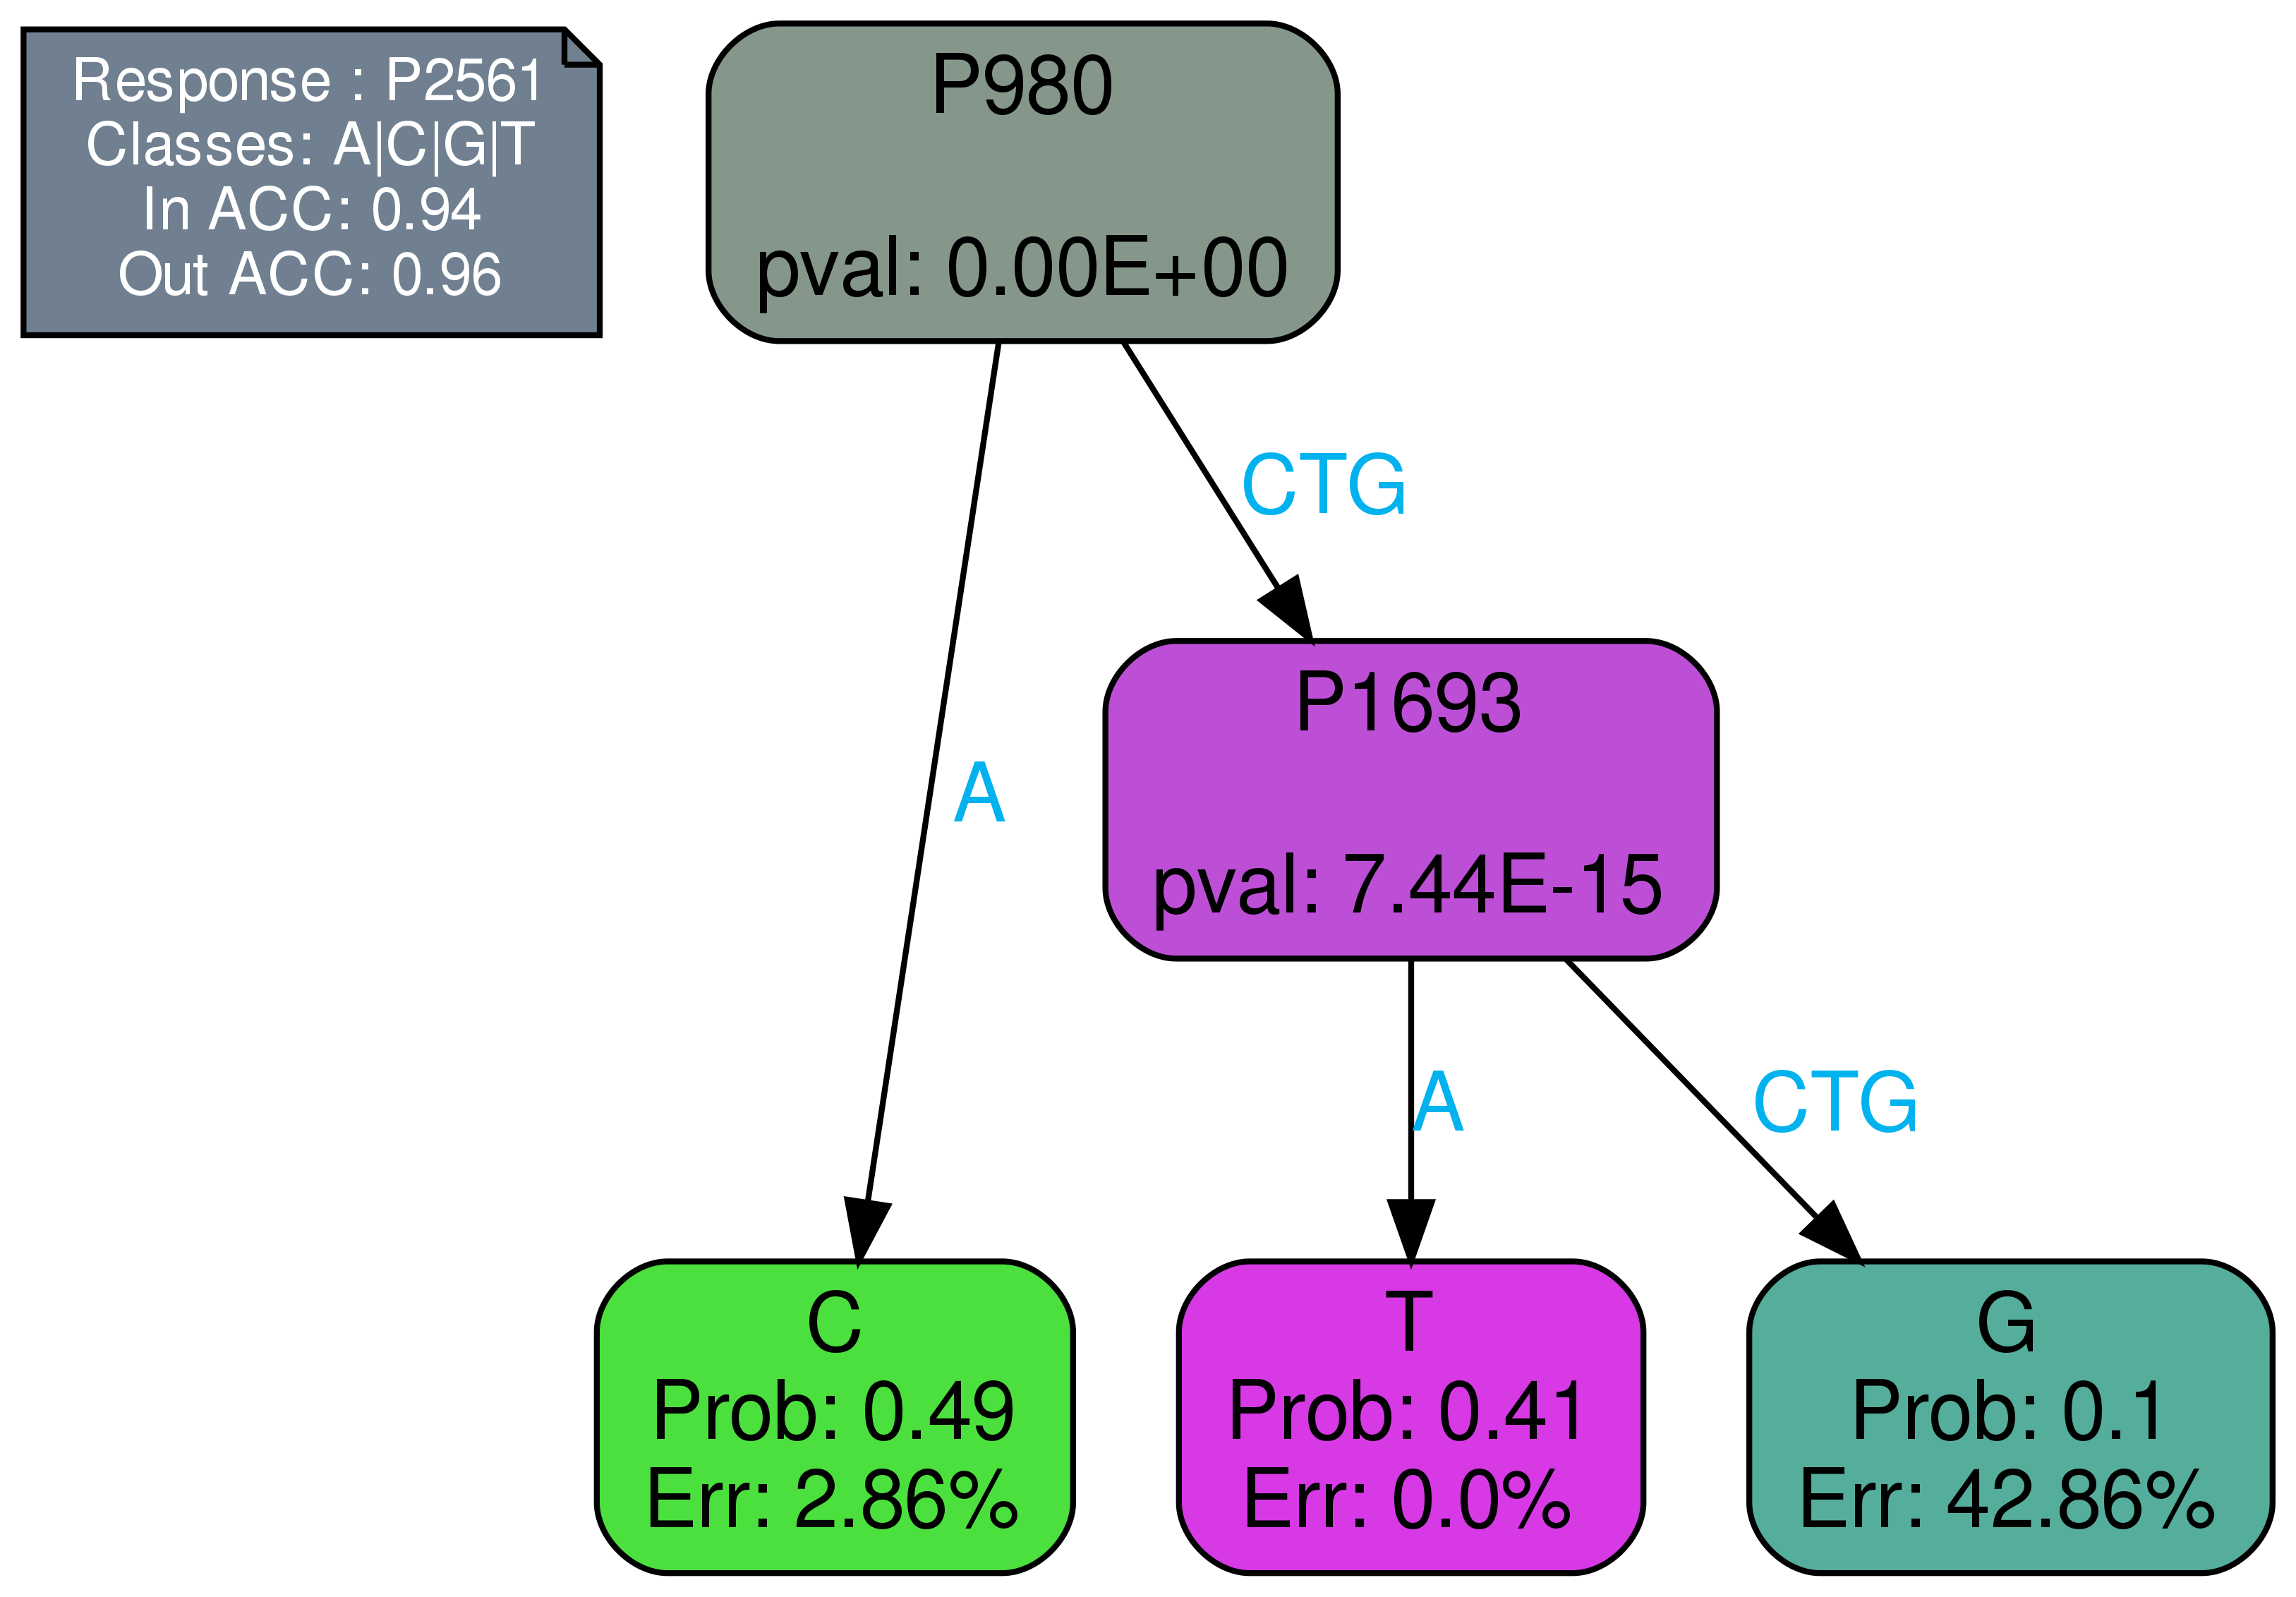 Response : P2561
Classes: A|C|G|T
In ACC: 0.94
Out ACC: 0.96
P980
pval: 0.00E+00
CTG
P1693
pval: 7.44E-15
A
A
CTG
C
Prob: 0.49
Err: 2.86%
T
Prob: 0.41
Err: 0.0%
G
Prob: 0.1
Err: 42.86%